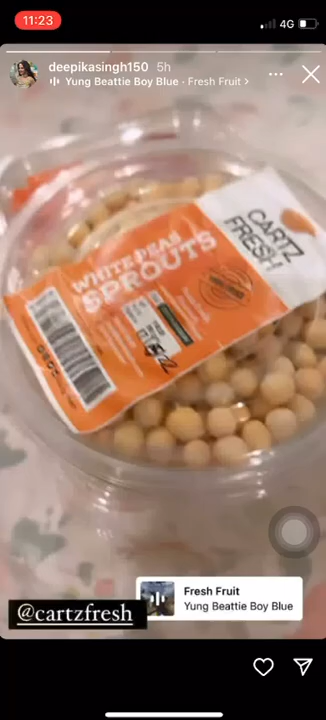 11:23
4G
deepikasingh150 5h
Yung Beattie Boy Blue · Fresh Fruit >
CARTZ
FRESH
WHITE PEAS
SPROUTS
Fresh Fruit
Yung Beattie Boy Blue
@cartzfresh